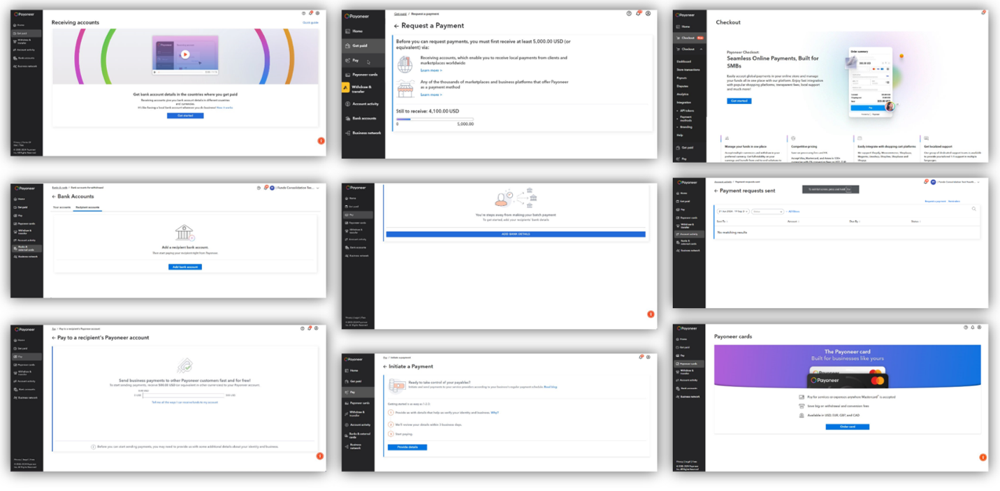 Payoneer
Home
Get paid
Withdraw &
transfer
Account activity
Bank accounts
Business network
Receiving accounts
Quick guide
Get bank account details in the countries where you get paid
Receiving accounts give you bank account details in different countries
and currencies.
It's like having a local bank account wherever you do business!
Get started
Payoneer
Home
Get paid
Pay
Payoneer cards
Withdraw &
transfer
Account activity
Bank accounts
Business network
Get paid / Request a payment
← Request a Payment
Before you can request payments, you must first receive at least 5,000.00 USD (or
equivalent) via:
Receiving accounts, which enable you to receive local payments from clients and
marketplaces worldwide
Learn more >
Any of the thousands of marketplaces and business platforms that offer Payoneer
as a payment method
Learn more >
Still to receive: 4,100.00 USD
0 5,000.00
Payoneer
Home
Checkout
Checkout
Dashboard
Store transactions
Payouts
Disputes
Analytics
Integration
API tokens
Payment
methods
Branding
Help
Get paid
Pay
Checkout
Payoneer Checkout:
Seamless Online Payments, Built for
SMBs
Easily accept global payments in your online store and manage
your funds all in one place with our platform. Enjoy fast integration
with popular shopping platforms, transparent fees, local support
and much more!
Get started
Order summary
Manage your funds in one place
Competitive pricing
Easily integrate with shopping cart platforms
Get localized support
Payoneer
Home
Get paid
Pay
Payoneer cards
Withdraw &
transfer
Account activity
Banks &
external cards
Business network
Banks & cards / Bank accounts for withdrawal
← Bank Accounts
Your accounts Recipient accounts
Add a recipient bank account.
Now start paying your recipient right from Payoneer.
Add bank account
Payoneer
Home
Get paid
Pay
Payoneer cards
Withdraw &
transfer
Account activity
Bank accounts
Business network
You're steps away from making your batch payment
To get started, add your recipients' bank details
ADD BANK DETAILS
Payoneer
Home
Get paid
Pay
Payoneer cards
Withdraw &
transfer
Account activity
Banks &
external cards
Business network
Account activity / Payment requests sent
← Payment requests sent
Request a payment
Sent To
Amount
Due By
Status
No matching results
Payoneer
Home
Get paid
Pay
Payoneer cards
Withdraw &
transfer
Account activity
Bank accounts
Business network
Pay / Pay to a recipient's Payoneer account
← Pay to a recipient's Payoneer account
Send business payments to other Payoneer customers fast and for free!
To start sending payments, receive 500.00 USD (or equivalent in other currencies) to your Payoneer account.
Tell me all the ways I can receive funds to my account
Before you can start sending payments, you may need to provide us with some additional details about your identity and business.
Payoneer
Home
Get paid
Pay
Payoneer cards
Withdraw &
transfer
Account activity
Banks & external
cards
Business
network
Pay / Initiate a payment
← Initiate a Payment
Ready to take control of your payables?
Initiate and send payments to your service providers according to your business's regular payment schedule. Read blog
Getting started is as easy as 1-2-3:
1 Provide us with details that help us verify your identity and business. Why?
2 We'll review your details within 3 business days.
3 Start paying.
Provide details
Payoneer
Home
Get paid
Pay
Payoneer cards
Withdraw &
transfer
Account activity
Bank accounts
Business network
Payoneer cards
The Payoneer card
Built for businesses like yours
Payoneer
Pay for services or expenses anywhere Mastercard® is accepted
Save big on withdrawal and conversion fees
Available in USD, EUR, GBP, and CAD
Order card